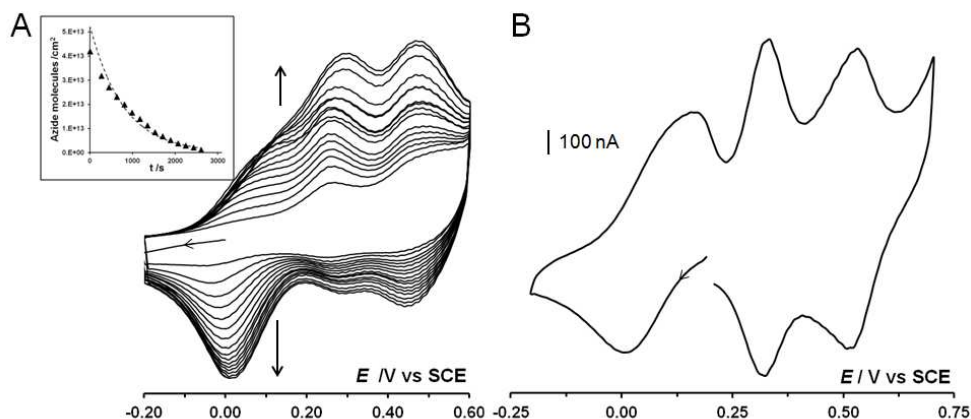 A
B
Azide molecules /cm²
5.E+13
4.E+13
3.E+13
2.E+13
1.E+13
0.E+00
0 1000 2000 3000
t /s
100 nA
E /V vs SCE
-0.20 0.00 0.20 0.40 0.60
E / V vs SCE
-0.25 0.00 0.25 0.50 0.75